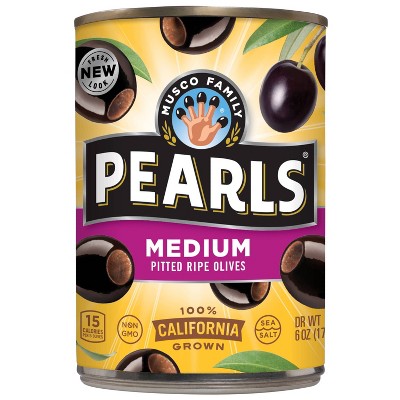 FRESH
NEW
LOOK
MUSCO FAMILY
PEARLS®
MEDIUM
PITTED RIPE OLIVES
15
CALORIES
NON
GMO
100%
CALIFORNIA
GROWN
SEA
SALT
DR WT
6 OZ (17